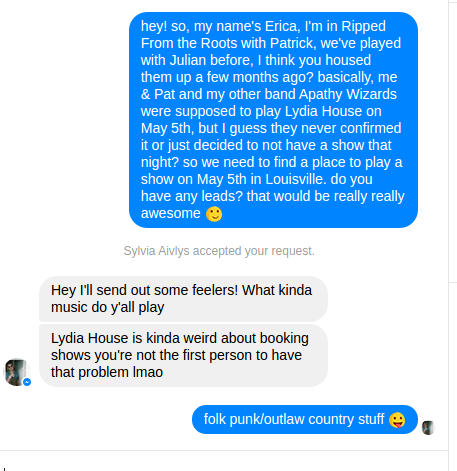 hey! so, my name's Erica, I'm in Ripped
From the Roots with Patrick, we've played
with Julian before, I think you housed
them up a few months ago? basically, me
& Pat and my other band Apathy Wizards
were supposed to play Lydia House on
May 5th, but I guess they never confirmed
it or just decided to not have a show that
night? so we need to find a place to play a
show on May 5th in Louisville. do you
have any leads? that would be really really
awesome 🙂
Sylvia Aivlys accepted your request.
Hey I'll send out some feelers! What kinda
music do y'all play
Lydia House is kinda weird about booking
shows you're not the first person to have
that problem lmao
folk punk/outlaw country stuff 😜